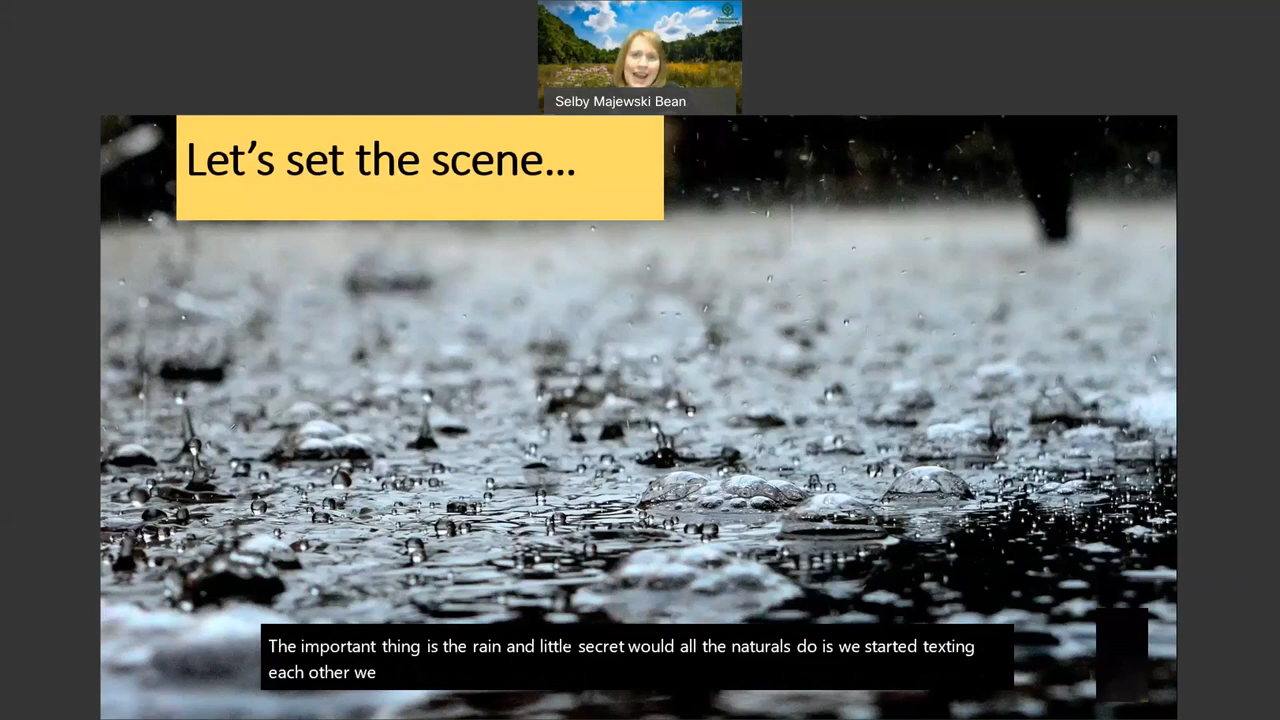 Selby Majewski Bean
Let's set the scene...
The important thing is the rain and little secret would all the naturals do is we started texting
each other we